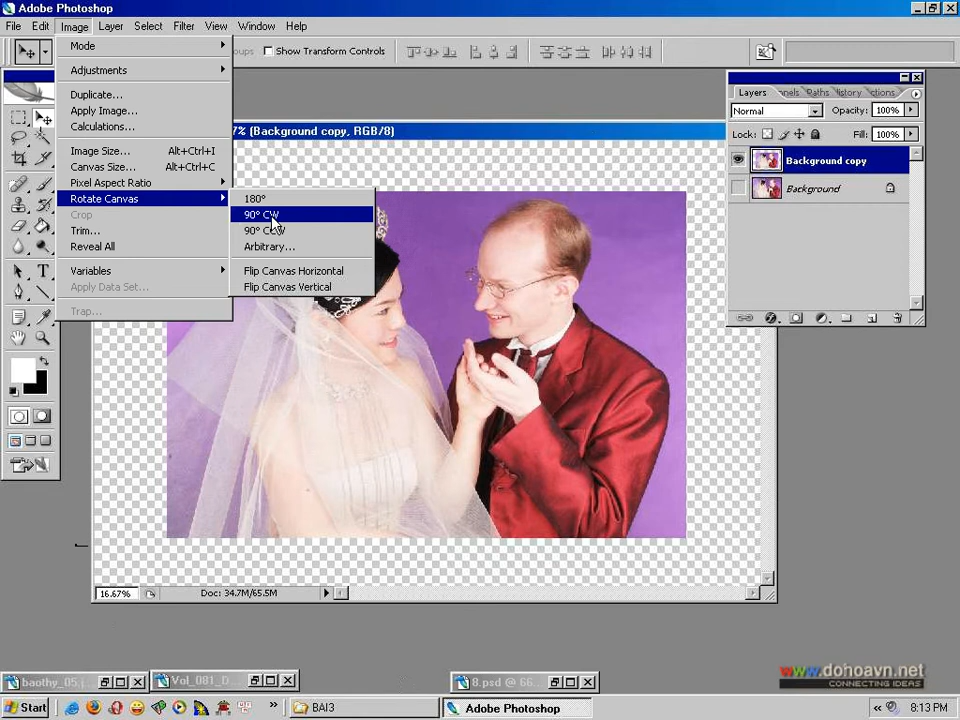 Adobe Photoshop
File Edit Image Layer Select Filter View Window Help
Show Transform Controls
Mode
Adjustments
Duplicate...
Apply Image...
Calculations...
Image Size... Alt+Ctrl+I
Canvas Size... Alt+Ctrl+C
Pixel Aspect Ratio
Rotate Canvas
Crop
Trim...
Reveal All
Variables
Apply Data Set...
Trap...
180°
90° CW
90° CCW
Arbitrary...
Flip Canvas Horizontal
Flip Canvas Vertical
7% (Background copy, RGB/8)
Layers Paths
Normal Opacity: 100%
Lock: Fill: 100%
Background copy
Background
16.67% Doc: 34.7M/65.5M
baothy_05.j Vol_081_D... 8.psd @ 66
www.dohoavn.net
CONNECTING IDEAS
Start BAI3 Adobe Photoshop 8:13 PM